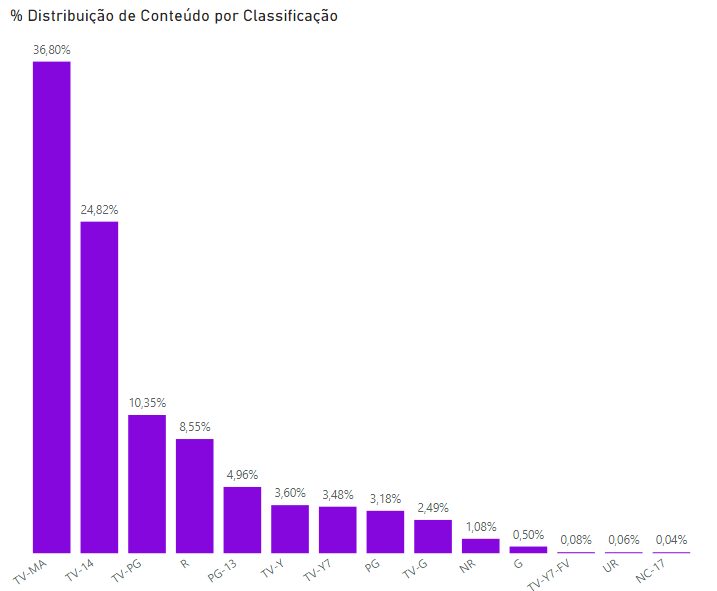 % Distribuição de Conteúdo por Classificação
36,80%
24,82%
10,35%
8,55%
4,96%
3,60%
3,48%
3,18%
2,49%
1,08%
0,50%
0,08%
0,06%
0,04%
TV-MA
TV-14
TV-PG
R
PG-13
TV-Y
TV-Y7
PG
TV-G
NR
G
TV-Y7-FV
UR
NC-17